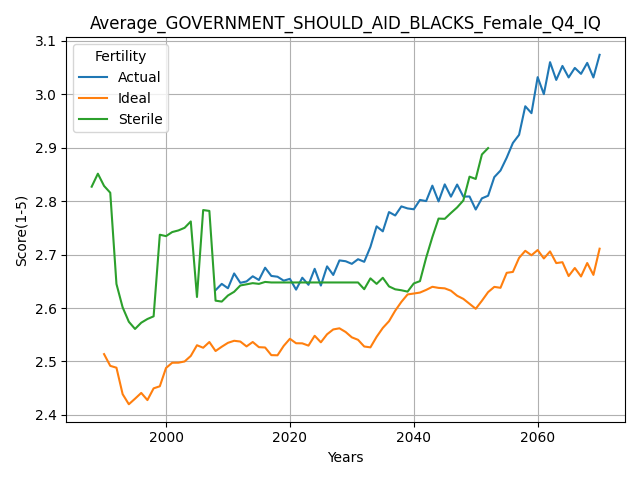 Average_GOVERNMENT_SHOULD_AID_BLACKS_Female_Q4_IQ
Fertility
Actual
Ideal
Sterile
Score(1-5)
3.1
3.0
2.9
2.8
2.7
2.6
2.5
2.4
2000
2020
2040
2060
Years